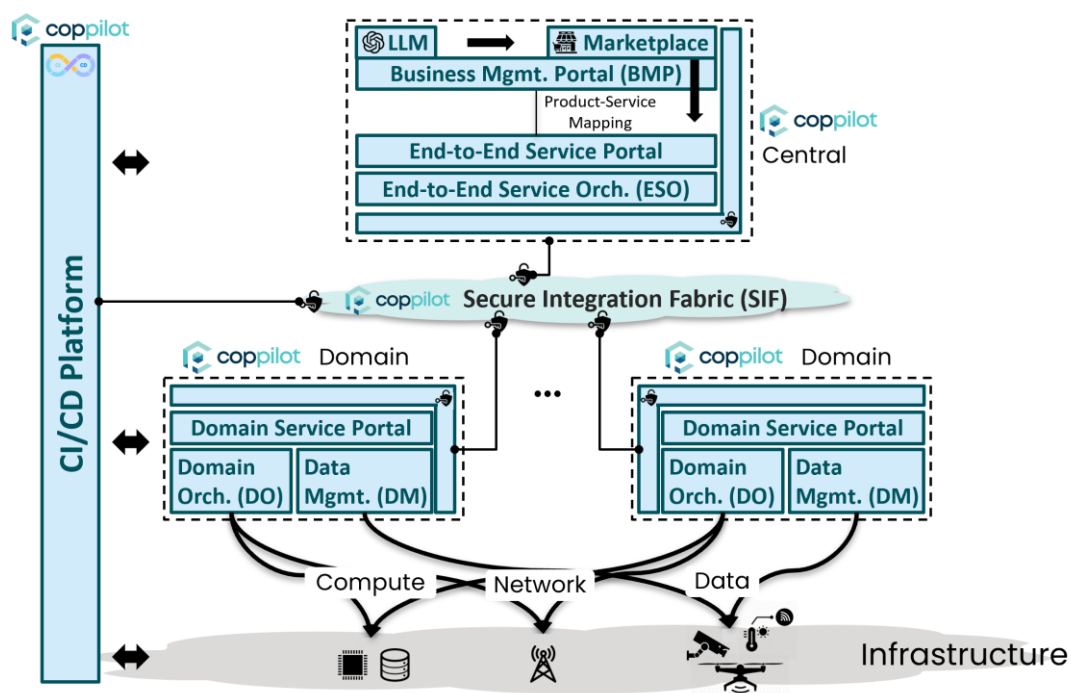 coppilot
CD
CI/CD Platform
LLM
Marketplace
Business Mgmt. Portal (BMP)
Product-Service
Mapping
End-to-End Service Portal
End-to-End Service Orch. (ESO)
coppilot
Central
coppilot Secure Integration Fabric (SIF)
coppilot Domain
Domain Service Portal
Domain
Orch. (DO)
Data
Mgmt. (DM)
...
coppilot Domain
Domain Service Portal
Domain
Orch. (DO)
Data
Mgmt. (DM)
Compute
Network
Data
Infrastructure